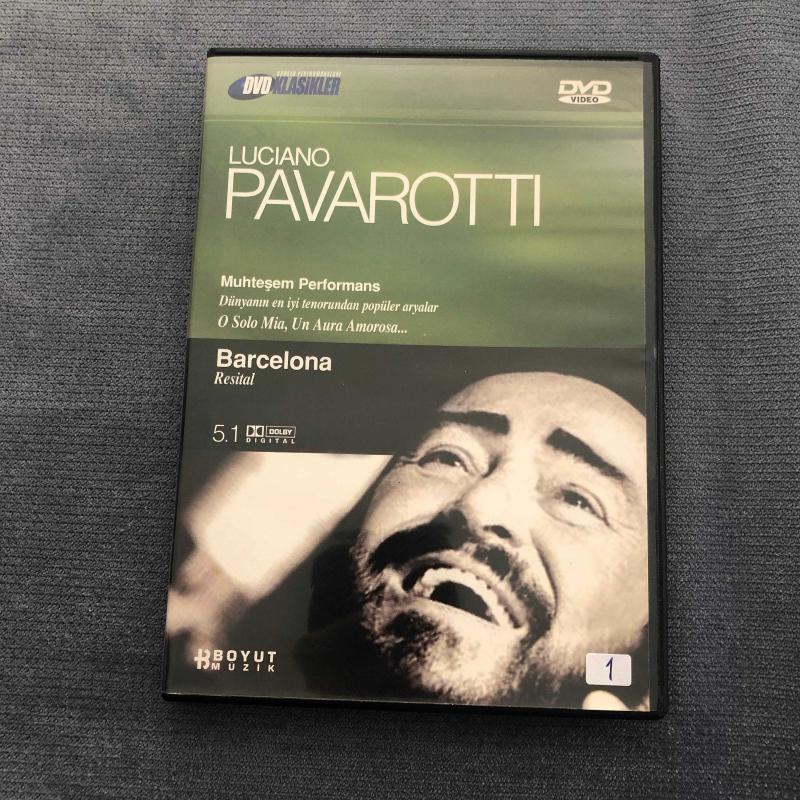 DVD KLASİKLER
DVD
VIDEO
LUCIANO
PAVAROTTI
Muhteşem Performans
Dünyanın en iyi tenorundan popüler aryalar
O Solo Mia, Un Aura Amorosa...
Barcelona
Resital
5.1 DOLBY
DIGITAL
BOYUT
MUZIK
1